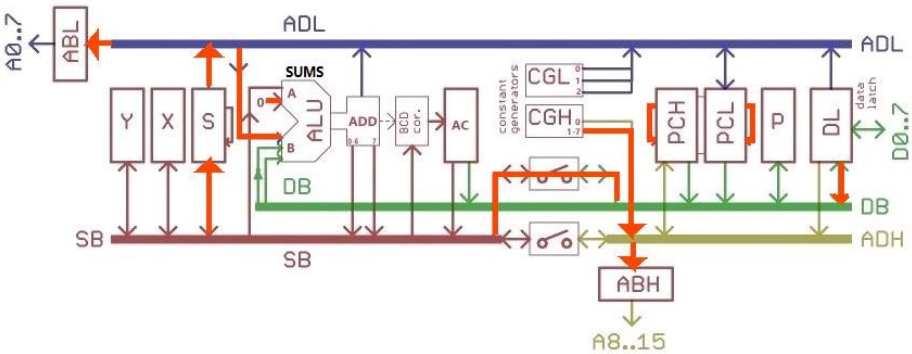 ADL
A0..7
ABL
ADL
SUMS
CGL
0
1
2
constant
generators
CGH
0
1-7
Y
X
S
0
A
B
ALU
ADD
0-6
7
BCD
cor.
AC
PCH
PCL
P
DL
data
latch
D0..7
DB
DB
SB
SB
ADH
ABH
A8..15